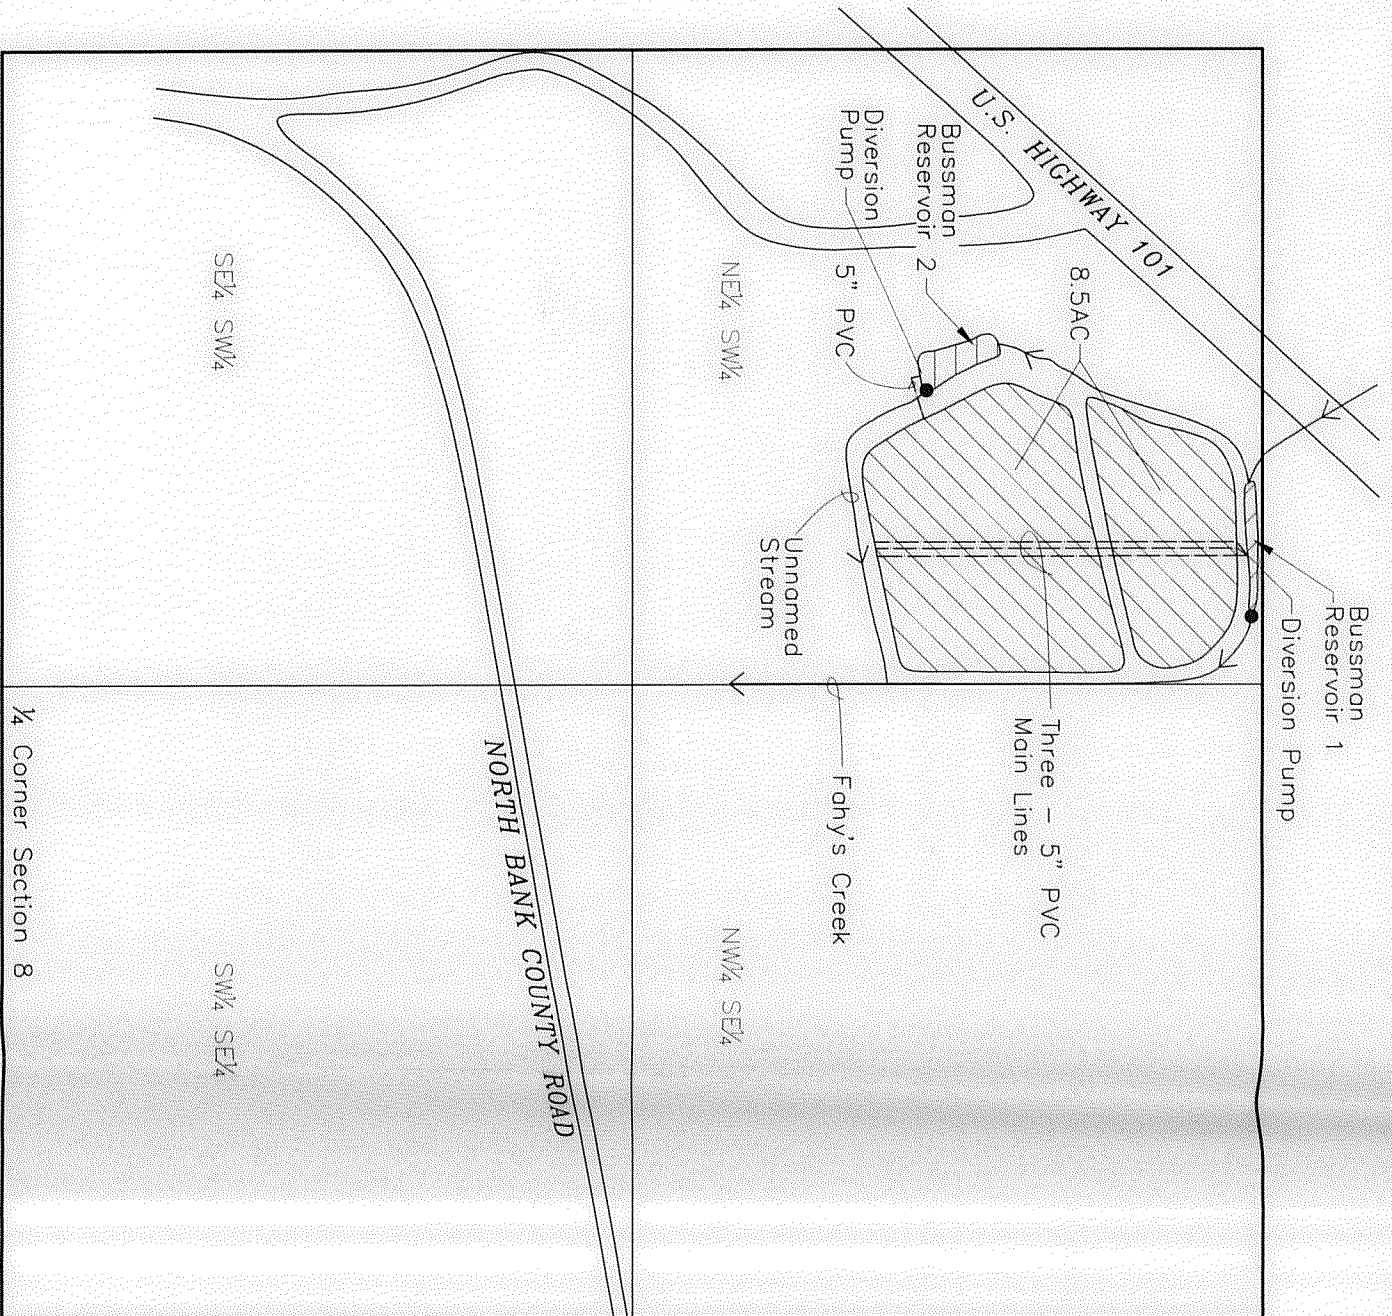 U.S. HIGHWAY 101
Bussman
Reservoir 1
Diversion Pump
8.5AC
Three - 5" PVC
Main Lines
Bussman
Reservoir 2
Diversion
Pump
5" PVC
Fahy's Creek
Unnamed
Stream
NE¼ SW¼
NW¼ SE¼
NORTH BANK COUNTY ROAD
SE¼ SW¼
SW¼ SE¼
¼ Corner Section 8